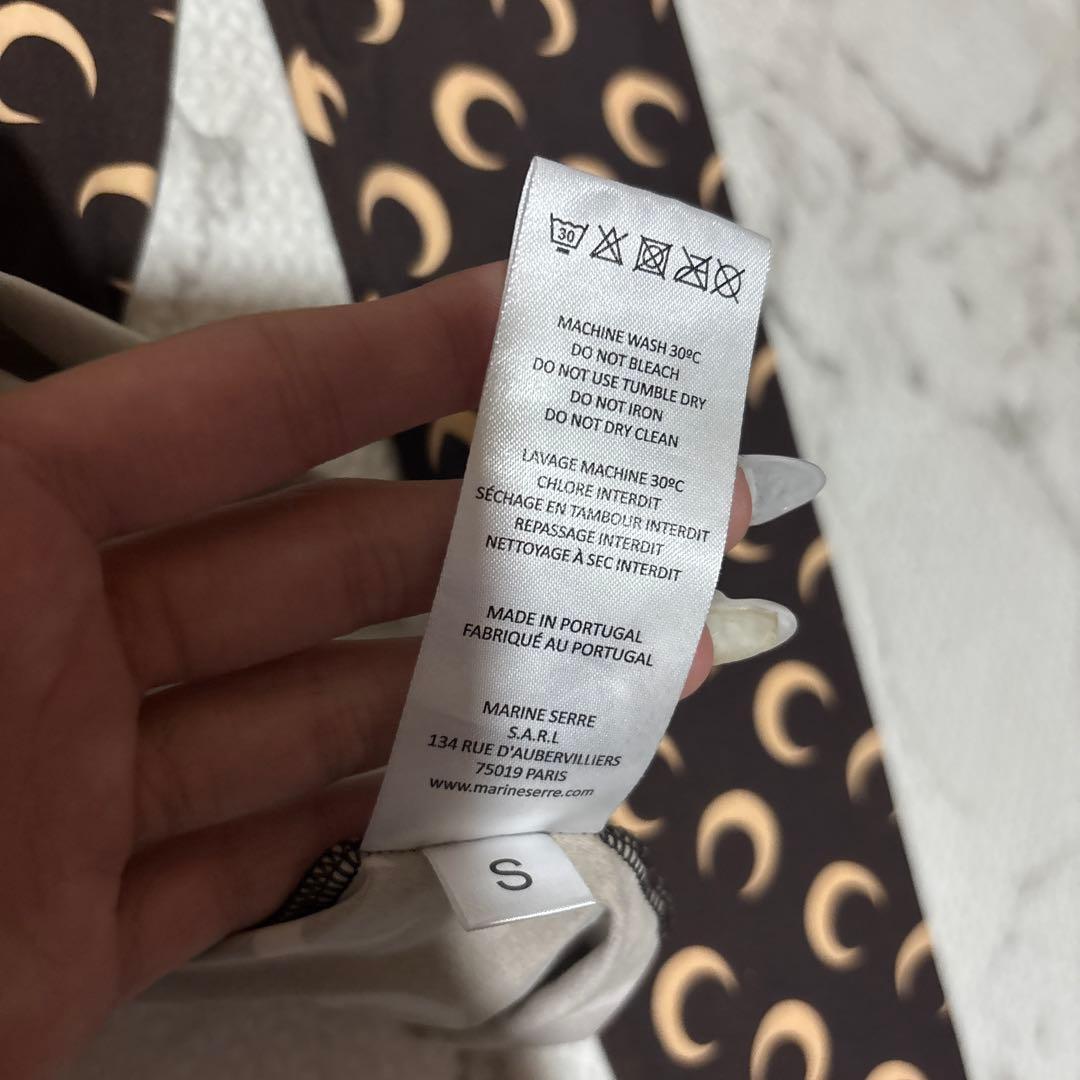 30
MACHINE WASH 30ºC
DO NOT BLEACH
DO NOT USE TUMBLE DRY
DO NOT IRON
DO NOT DRY CLEAN
LAVAGE MACHINE 30ºC
CHLORE INTERDIT
SÉCHAGE EN TAMBOUR INTERDIT
REPASSAGE INTERDIT
NETTOYAGE À SEC INTERDIT
MADE IN PORTUGAL
FABRIQUÉ AU PORTUGAL
MARINE SERRE
S.A.R.L
134 RUE D'AUBERVILLIERS
75019 PARIS
www.marineserre.com
S